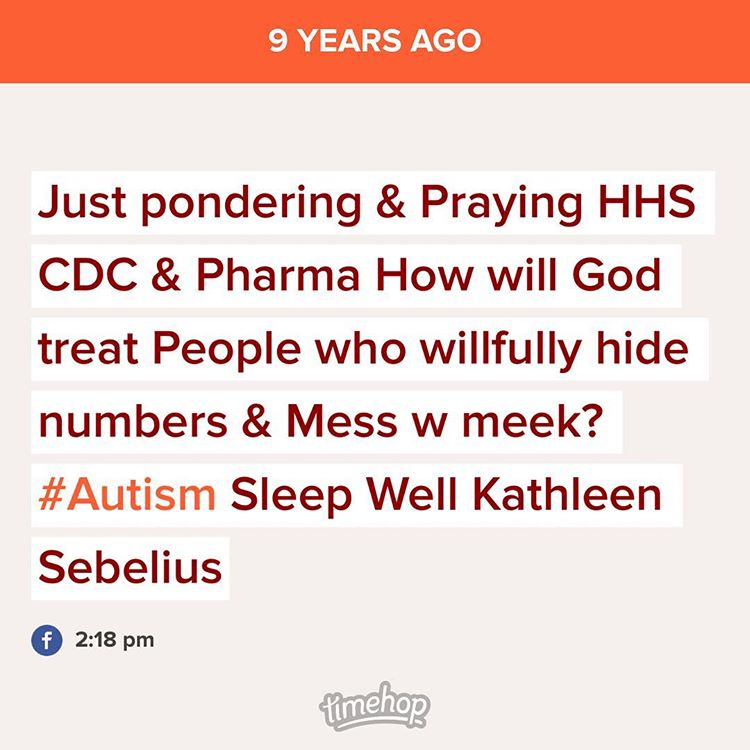 9 YEARS AGO
Just pondering & Praying HHS
CDC & Pharma How will God
treat People who willfully hide
numbers & Mess w meek?
#Autism Sleep Well Kathleen
Sebelius
f 2:18 pm
timehop